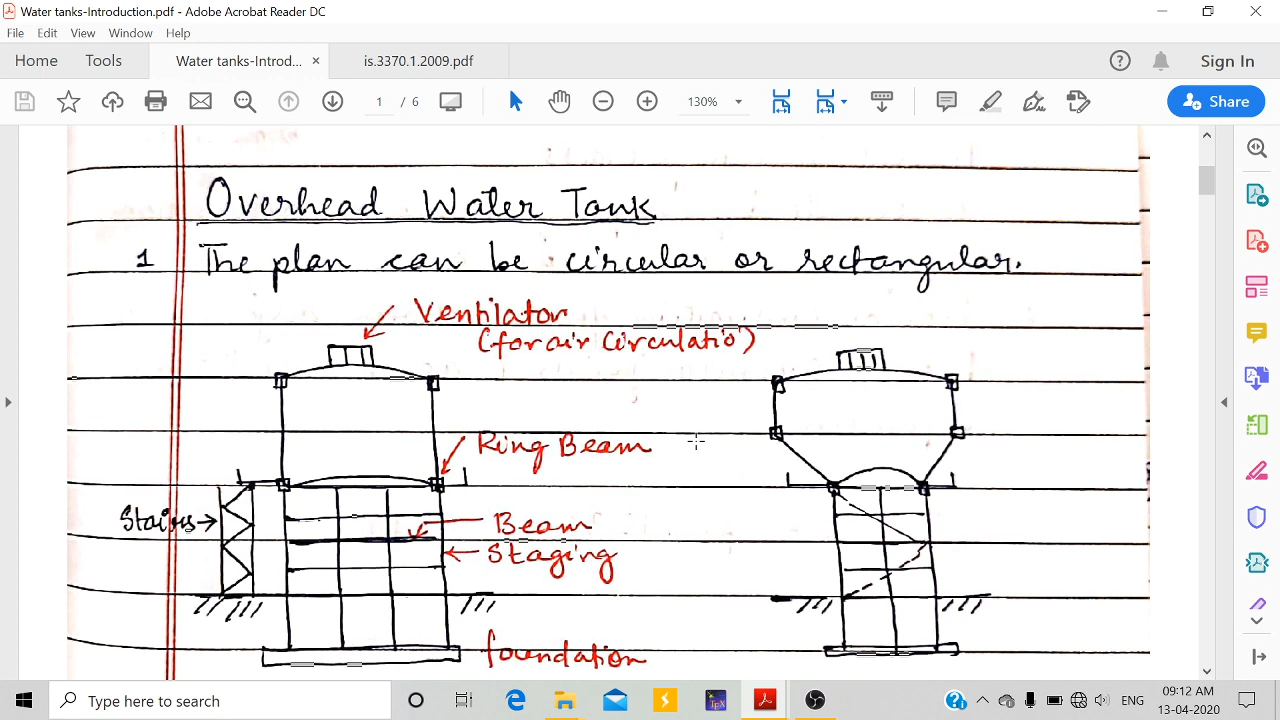 Water tanks-Introduction.pdf - Adobe Acrobat Reader DC
File Edit View Window Help
Home Tools Water tanks-Introd... × is.3370.1.2009.pdf Sign In
1 / 6 130% Share
Overhead Water Tank
1 The plan can be circular or rectangular.
Ventilator
(for air circulatio)
Ring Beam
Stairs
Beam
Staging
foundation
Type here to search
ENG
09:12 AM
13-04-2020